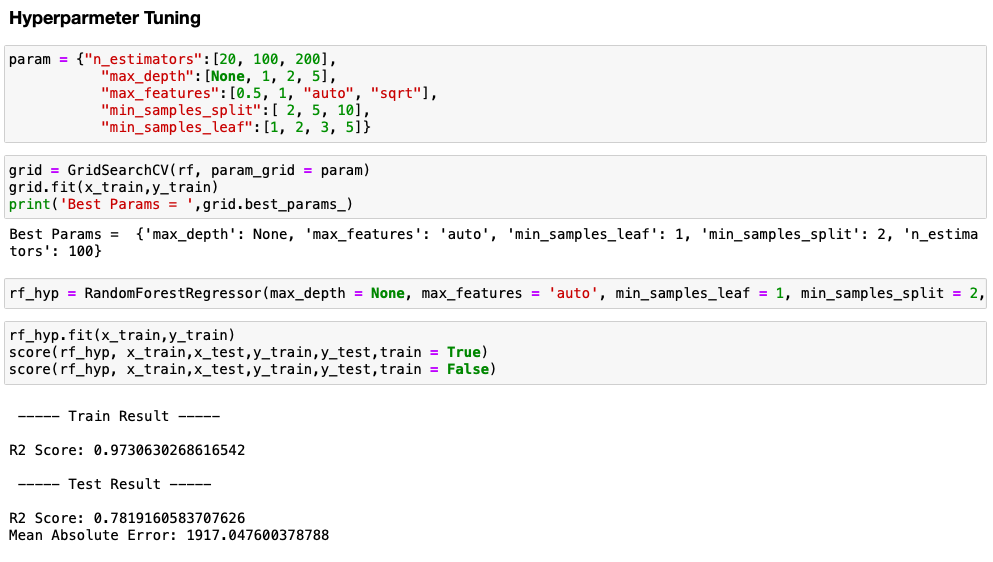 Hyperparmeter Tuning
param = {"n_estimators":[20, 100, 200],
"max_depth":[None, 1, 2, 5],
"max_features":[0.5, 1, "auto", "sqrt"],
"min_samples_split":[ 2, 5, 10],
"min_samples_leaf":[1, 2, 3, 5]}
grid = GridSearchCV(rf, param_grid = param)
grid.fit(x_train,y_train)
print('Best Params = ',grid.best_params_)
Best Params =  {'max_depth': None, 'max_features': 'auto', 'min_samples_leaf': 1, 'min_samples_split': 2, 'n_estima
tors': 100}
rf_hyp = RandomForestRegressor(max_depth = None, max_features = 'auto', min_samples_leaf = 1, min_samples_split = 2,
rf_hyp.fit(x_train,y_train)
score(rf_hyp, x_train,x_test,y_train,y_test,train = True)
score(rf_hyp, x_train,x_test,y_train,y_test,train = False)
----- Train Result -----
R2 Score: 0.9730630268616542
----- Test Result -----
R2 Score: 0.7819160583707626
Mean Absolute Error: 1917.047600378788